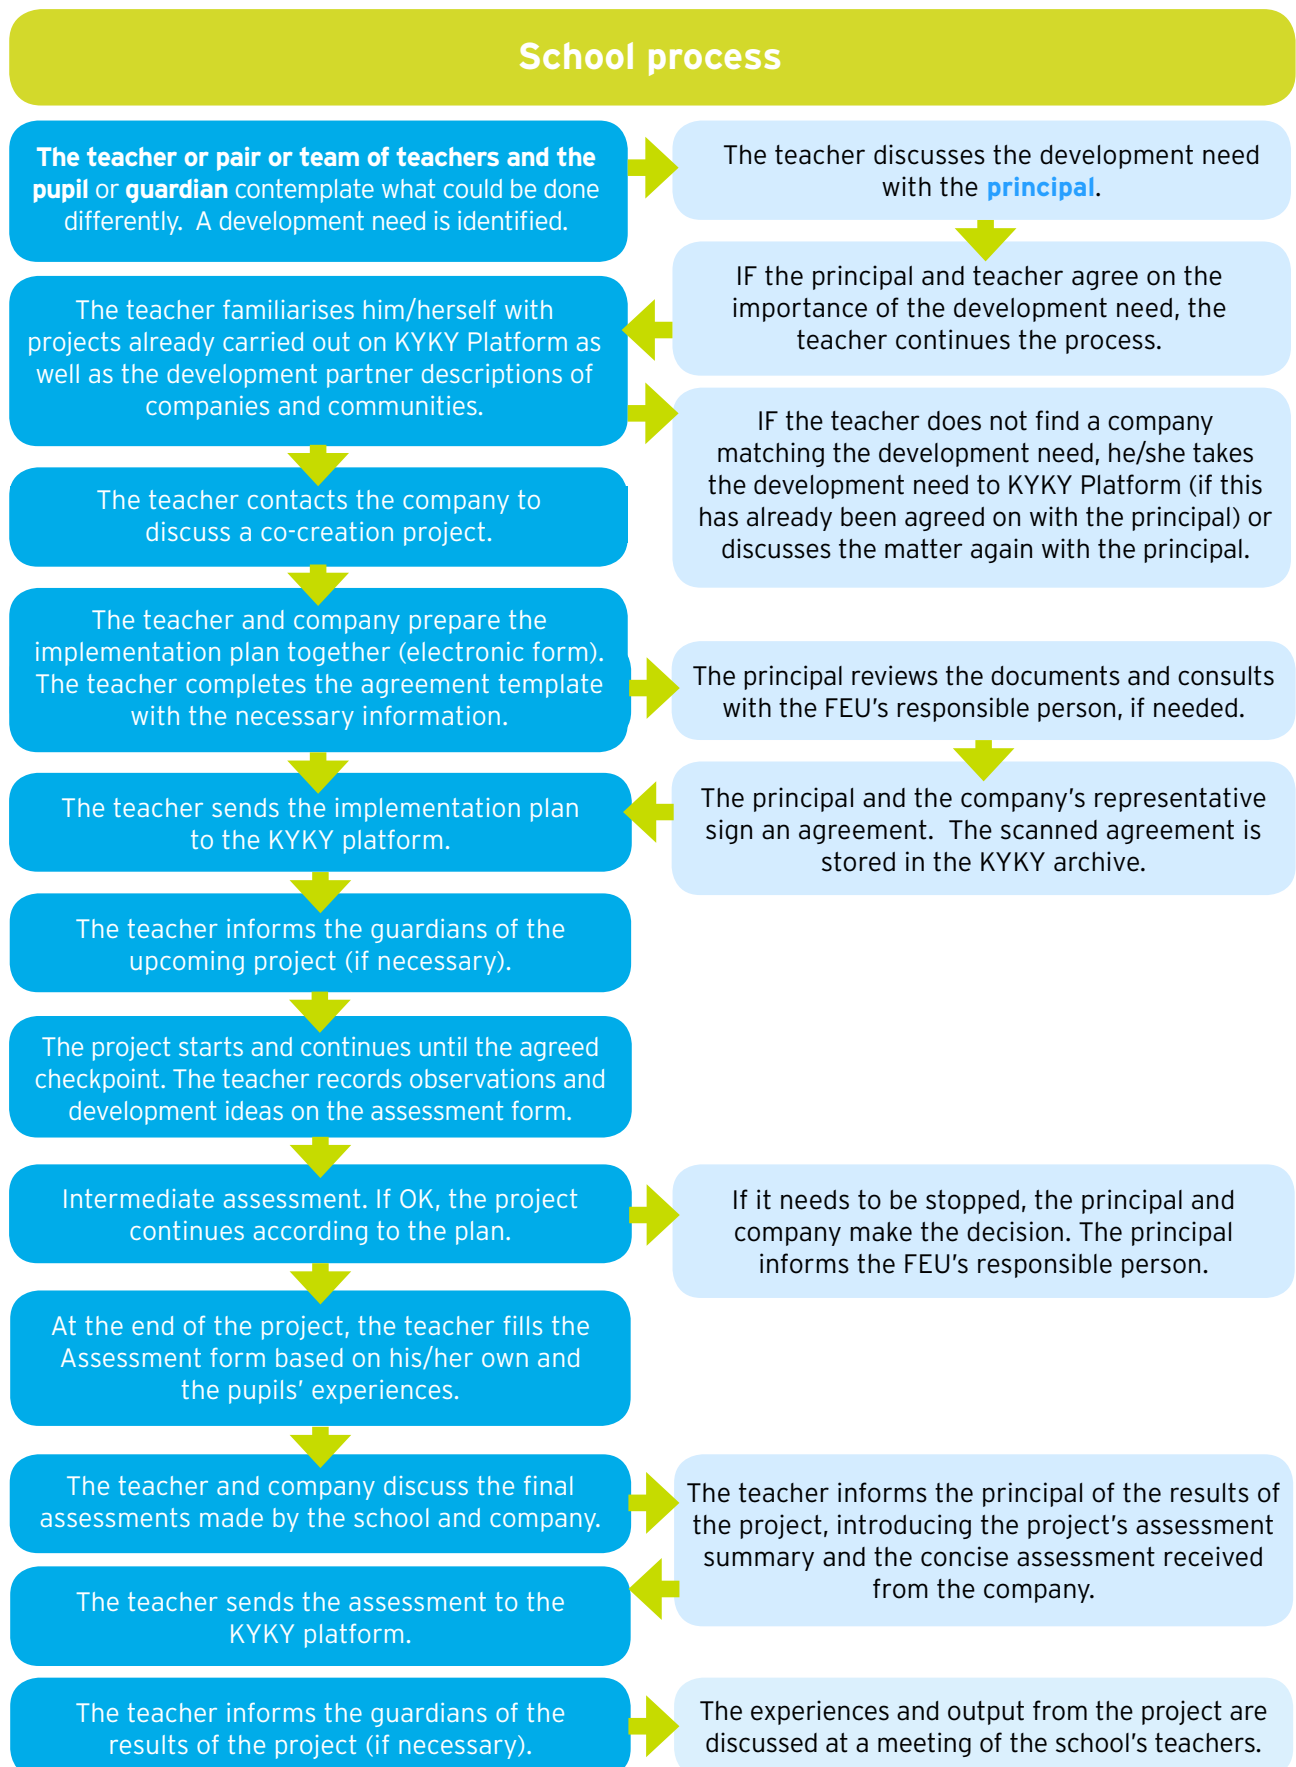 School process
The teacher or pair or team of teachers and the
pupil or guardian contemplate what could be done
differently.  A development need is identified.
The teacher discusses the development need
with the principal.
IF the principal and teacher agree on the
importance of the development need, the
teacher continues the process.
The teacher familiarises him/herself with
projects already carried out on KYKY Platform as
well as the development partner descriptions of
companies and communities.
IF the teacher does not find a company
matching the development need, he/she takes
the development need to KYKY Platform (if this
has already been agreed on with the principal) or
discusses the matter again with the principal.
The teacher contacts the company to
discuss a co-creation project.
The teacher and company prepare the
implementation plan together (electronic form).
The teacher completes the agreement template
with the necessary information.
The principal reviews the documents and consults
with the FEU’s responsible person, if needed.
The principal and the company’s representative
sign an agreement.  The scanned agreement is
stored in the KYKY archive.
The teacher sends the implementation plan
to the KYKY platform.
The teacher informs the guardians of the
upcoming project (if necessary).
The project starts and continues until the agreed
checkpoint. The teacher records observations and
development ideas on the assessment form.
Intermediate assessment. If OK, the project
continues according to the plan.
If it needs to be stopped, the principal and
company make the decision. The principal
informs the FEU’s responsible person.
At the end of the project, the teacher fills the
Assessment form based on his/her own and
the pupils’ experiences.
The teacher and company discuss the final
assessments made by the school and company.
The teacher informs the principal of the results of
the project, introducing the project’s assessment
summary and the concise assessment received
from the company.
The teacher sends the assessment to the
KYKY platform.
The teacher informs the guardians of the
results of the project (if necessary).
The experiences and output from the project are
discussed at a meeting of the school’s teachers.